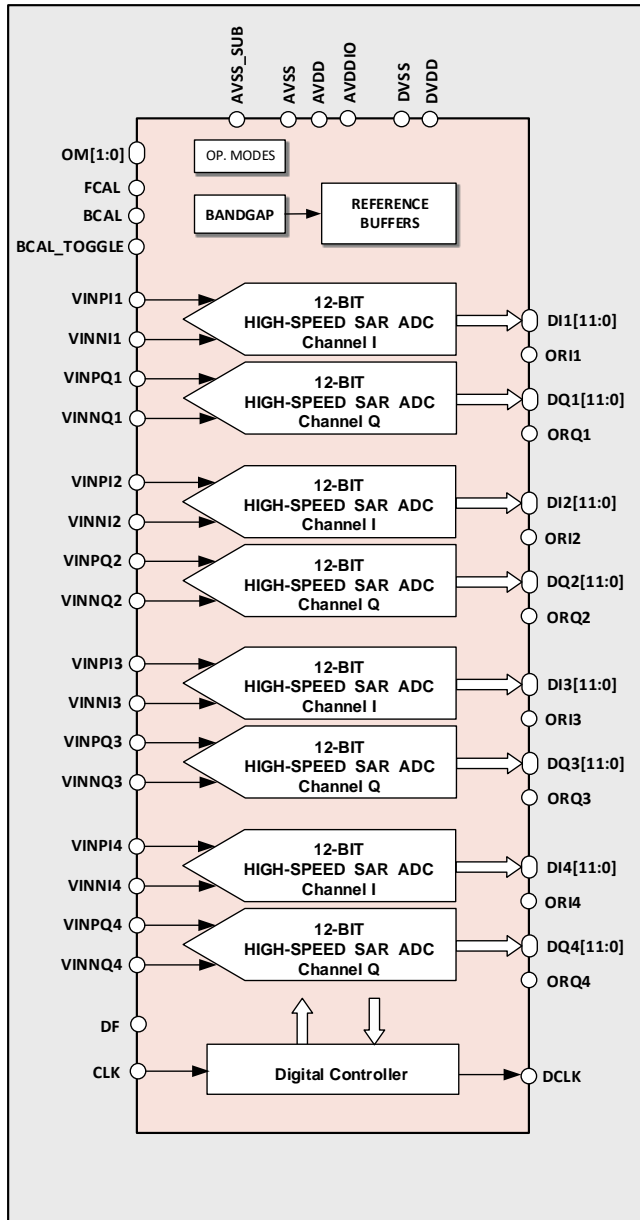 AVSS_SUB
AVSS
AVDD
AVDDIO
DVSS
DVDD
OM[1:0]
FCAL
BCAL
BCAL_TOGGLE
OP. MODES
BANDGAP
REFERENCE
BUFFERS
VINPI1
VINNI1
12-BIT
HIGH-SPEED SAR ADC
Channel I
DI1[11:0]
ORI1
VINPQ1
VINNQ1
12-BIT
HIGH-SPEED SAR ADC
Channel Q
DQ1[11:0]
ORQ1
VINPI2
VINNI2
12-BIT
HIGH-SPEED SAR ADC
Channel I
DI2[11:0]
ORI2
VINPQ2
VINNQ2
12-BIT
HIGH-SPEED SAR ADC
Channel Q
DQ2[11:0]
ORQ2
VINPI3
VINNI3
12-BIT
HIGH-SPEED SAR ADC
Channel I
DI3[11:0]
ORI3
VINPQ3
VINNQ3
12-BIT
HIGH-SPEED SAR ADC
Channel Q
DQ3[11:0]
ORQ3
VINPI4
VINNI4
12-BIT
HIGH-SPEED SAR ADC
Channel I
DI4[11:0]
ORI4
VINPQ4
VINNQ4
12-BIT
HIGH-SPEED SAR ADC
Channel Q
DQ4[11:0]
ORQ4
DF
CLK
Digital Controller
DCLK